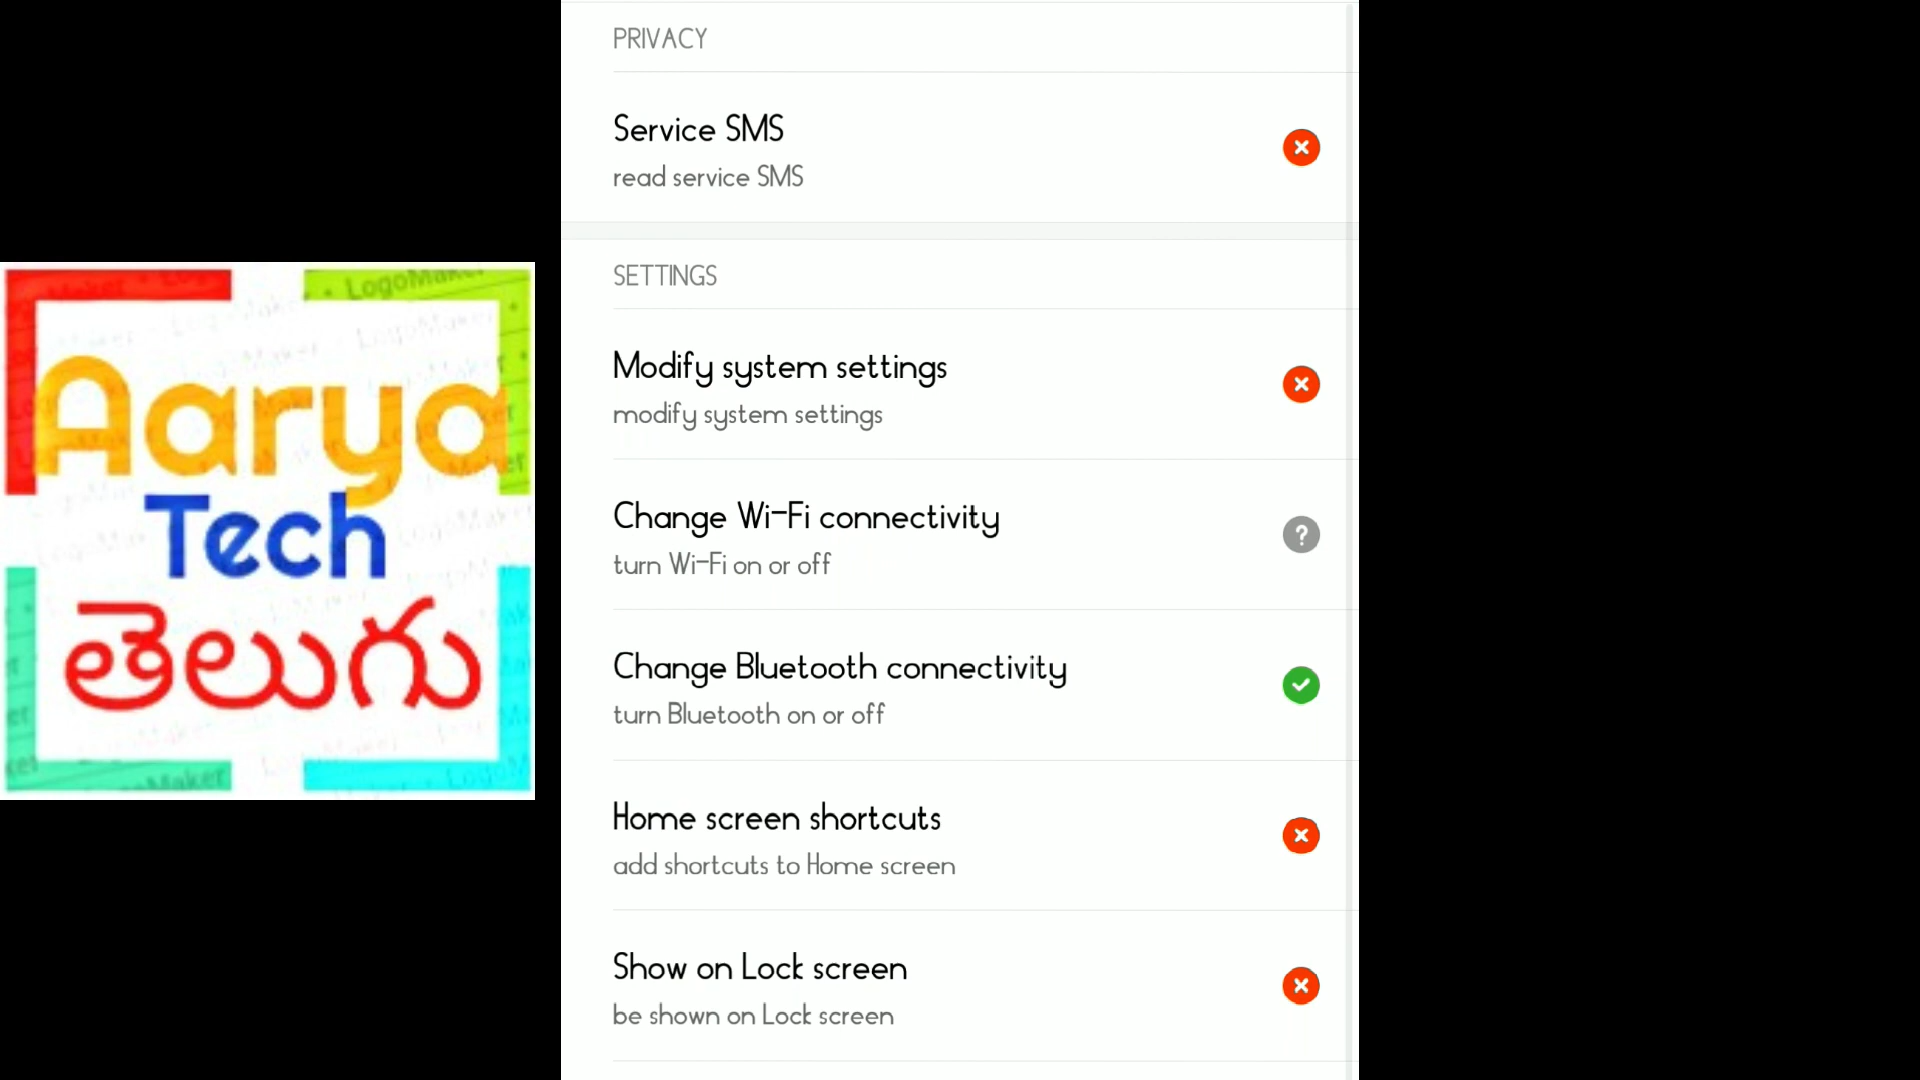 Aarya
Tech
తెలుగు
PRIVACY
Service SMS
read service SMS
SETTINGS
Modify system settings
modify system settings
Change Wi-Fi connectivity
turn Wi-Fi on or off
Change Bluetooth connectivity
turn Bluetooth on or off
Home screen shortcuts
add shortcuts to Home screen
Show on Lock screen
be shown on Lock screen